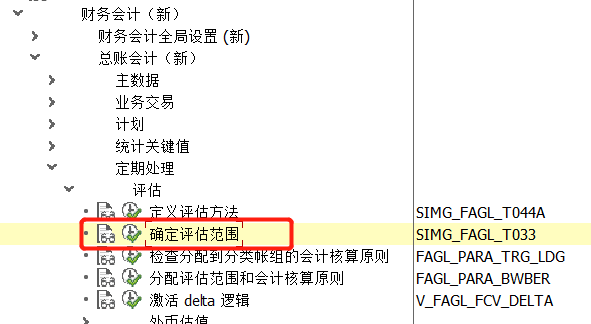 财务会计（新）
财务会计全局设置 (新)
总账会计（新）
主数据
业务交易
计划
统计关键值
定期处理
评估
定义评估方法 SIMG_FAGL_T044A
确定评估范围 SIMG_FAGL_T033
检查分配到分类帐组的会计核算原则 FAGL_PARA_TRG_LDG
分配评估范围和会计核算原则 FAGL_PARA_BWBER
激活 delta 逻辑 V_FAGL_FCV_DELTA
外币估值